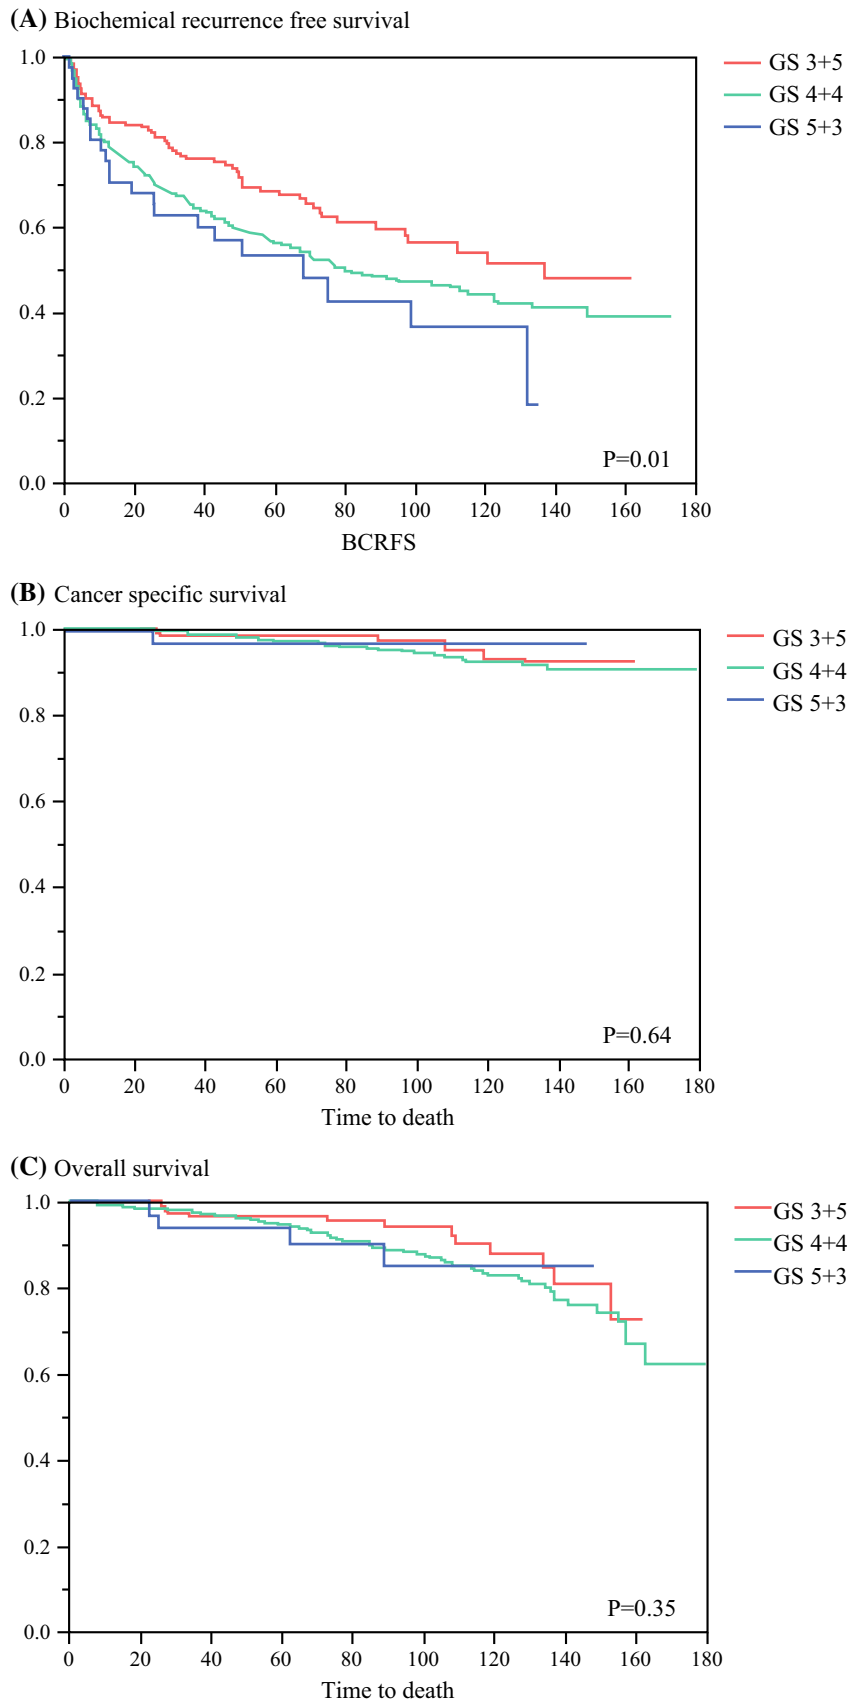 (A) Biochemical recurrence free survival
1.0
0.8
0.6
0.4
0.2
0.0
0 20 40 60 80 100 120 140 160 180
BCRFS
P=0.01
GS 3+5
GS 4+4
GS 5+3
(B) Cancer specific survival
1.0
0.8
0.6
0.4
0.2
0.0
0 20 40 60 80 100 120 140 160 180
Time to death
P=0.64
GS 3+5
GS 4+4
GS 5+3
(C) Overall survival
1.0
0.8
0.6
0.4
0.2
0.0
0 20 40 60 80 100 120 140 160 180
Time to death
P=0.35
GS 3+5
GS 4+4
GS 5+3